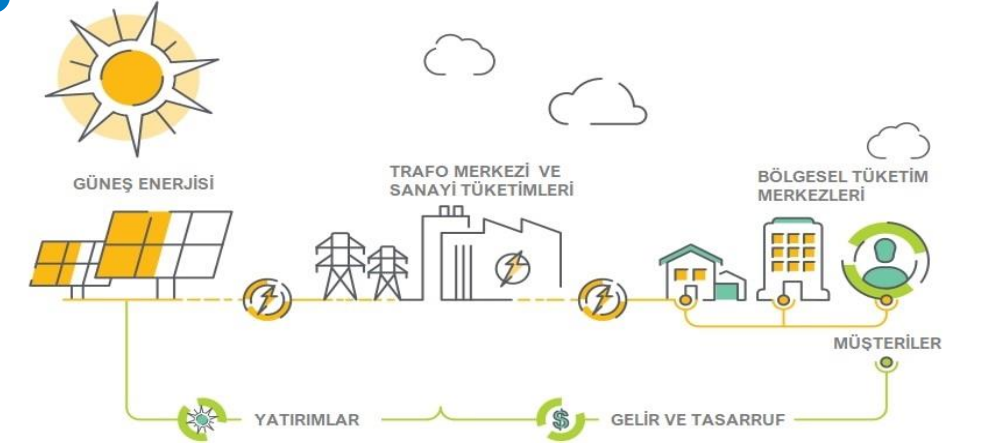 GÜNEŞ ENERJİSİ
TRAFO MERKEZİ VE
SANAYİ TÜKETİMLERİ
BÖLGESEL TÜKETİM
MERKEZLERİ
MÜŞTERİLER
YATIRIMLAR
$
GELİR VE TASARRUF